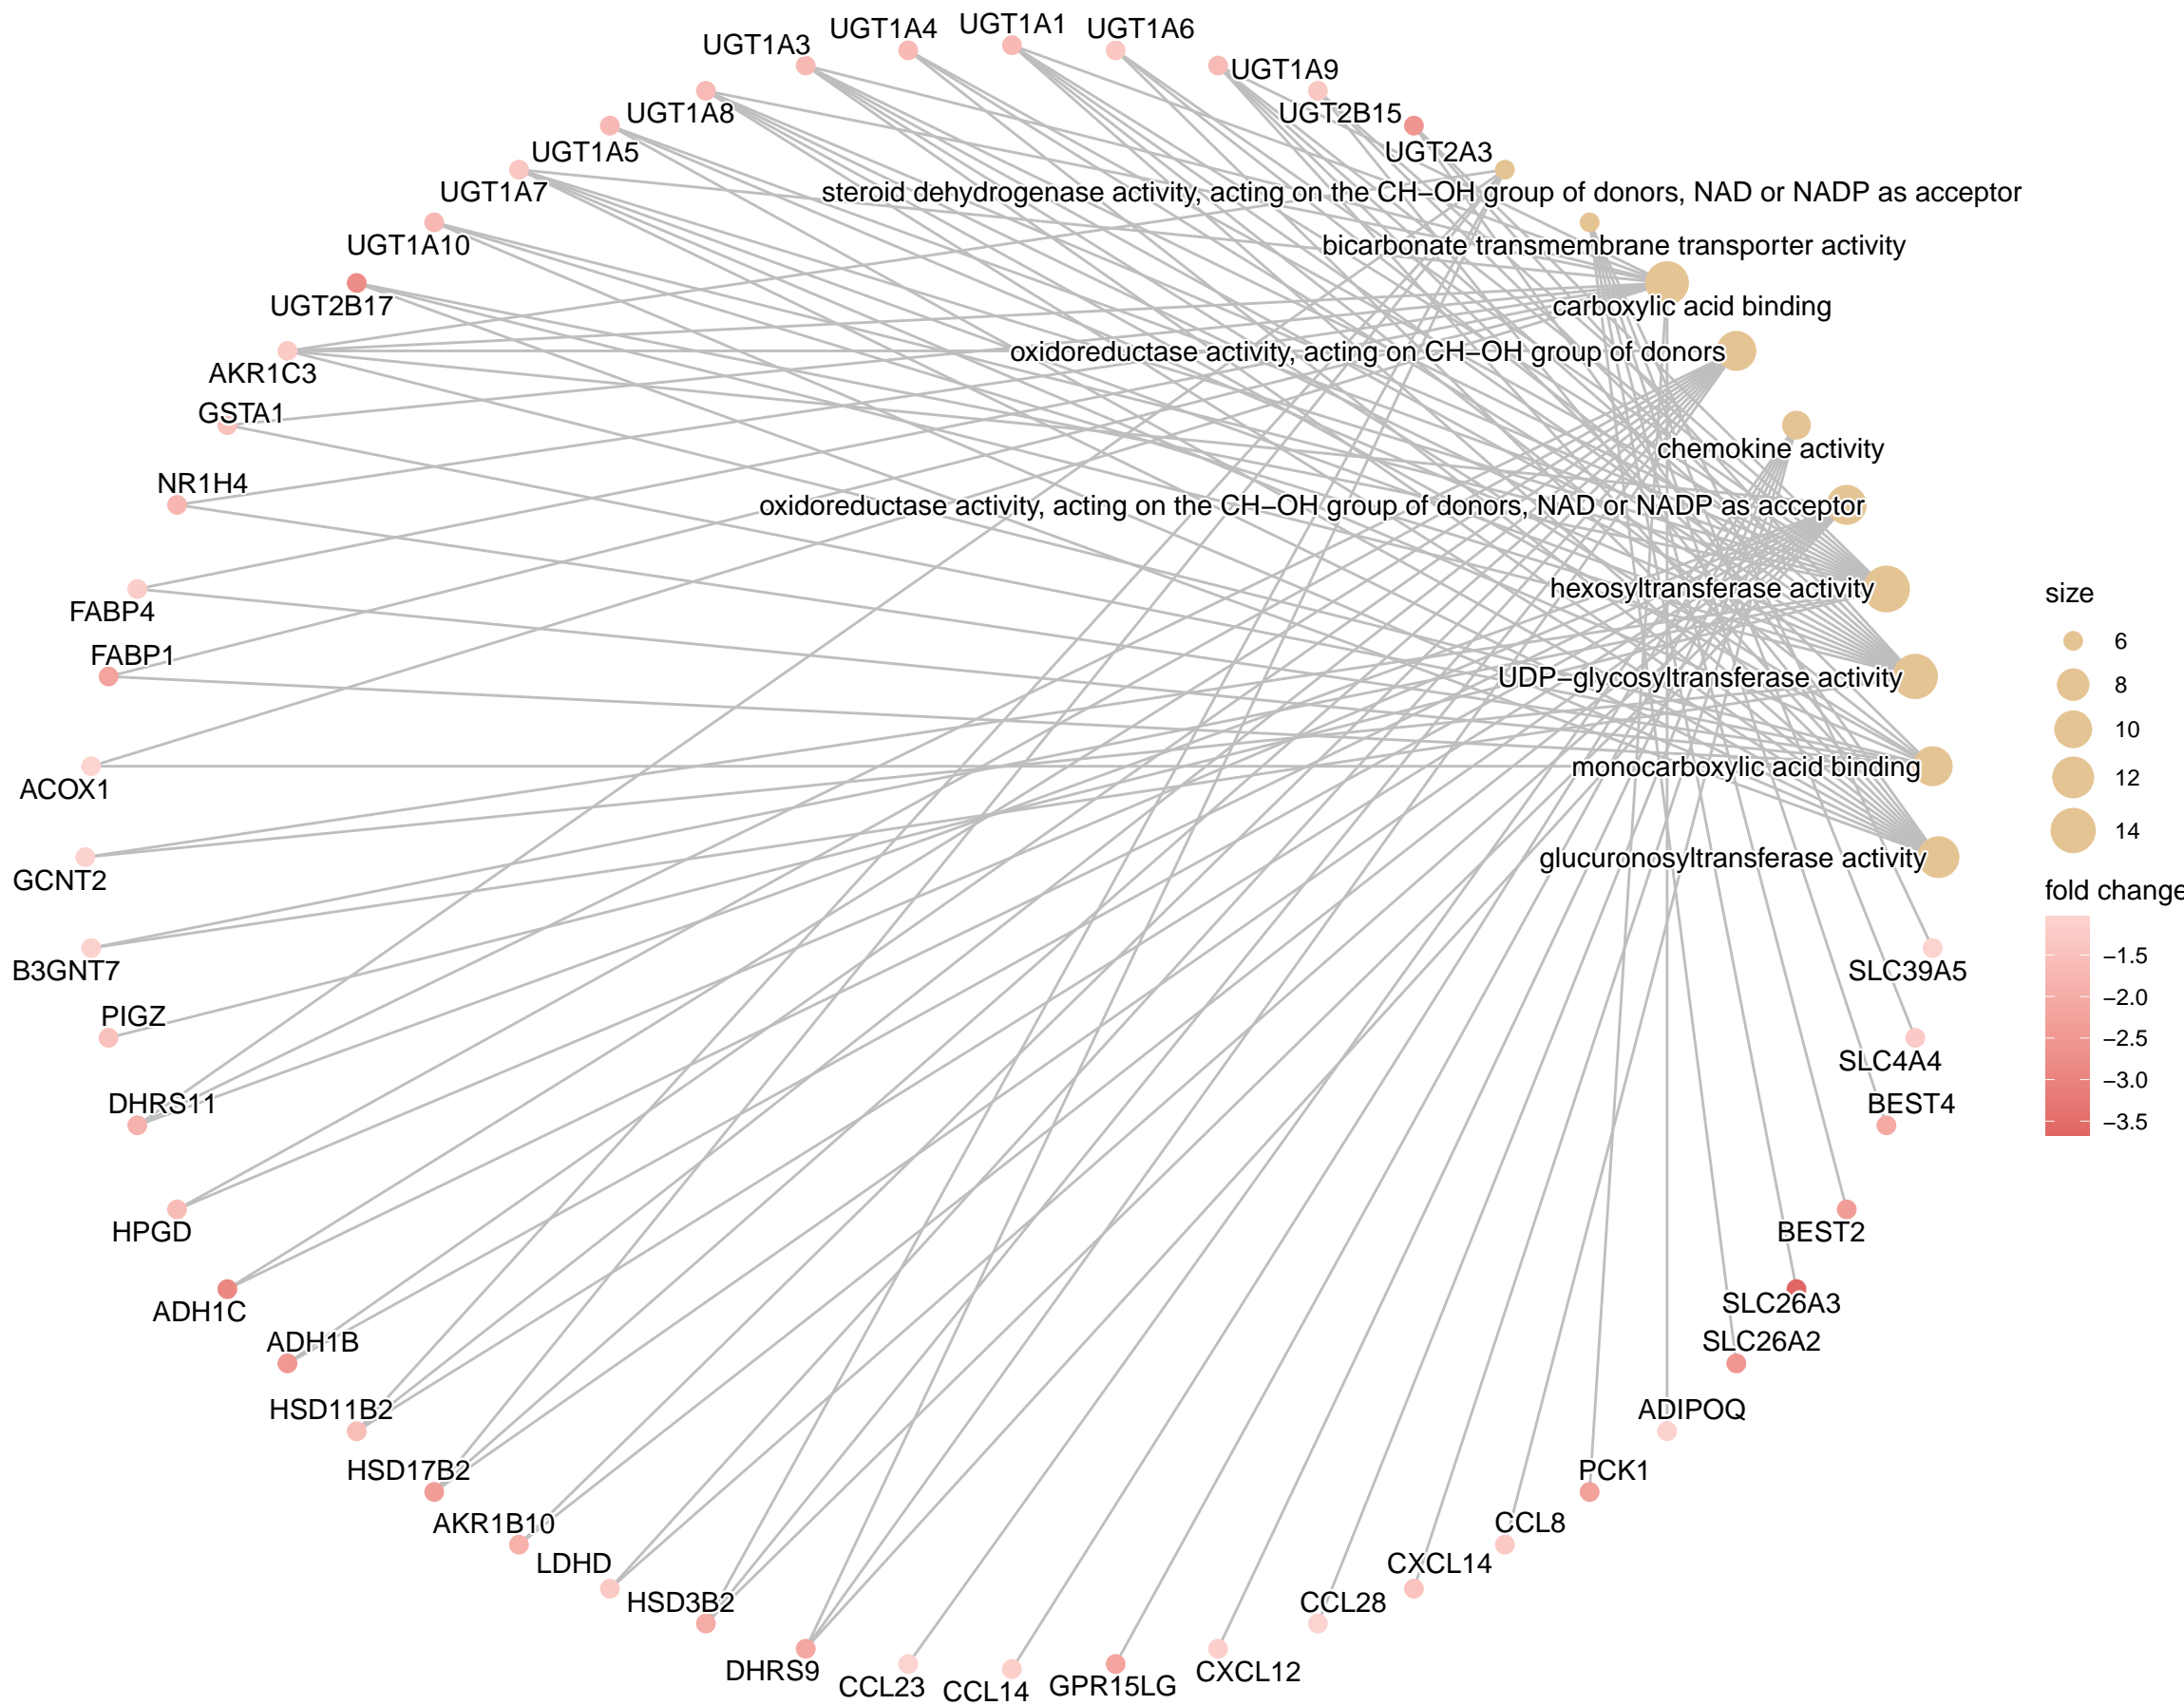 UGT1A1
UGT1A4
UGT1A6
UGT1A3
UGT1A9
UGT1A8
UGT2B15
UGT1A5
UGT2A3
UGT1A7
steroid dehydrogenase activity, acting on the CH−OH group of donors, NAD or NADP as acceptor
UGT1A10
bicarbonate transmembrane transporter activity
UGT2B17
carboxylic acid binding
oxidoreductase activity, acting on CH−OH group of donors
AKR1C3
GSTA1
chemokine activity
NR1H4
oxidoreductase activity, acting on the CH−OH group of donors, NAD or NADP as acceptor
hexosyltransferase activity
FABP4
FABP1
UDP−glycosyltransferase activity
monocarboxylic acid binding
ACOX1
glucuronosyltransferase activity
GCNT2
B3GNT7
SLC39A5
PIGZ
SLC4A4
DHRS11
BEST4
HPGD
BEST2
ADH1C
SLC26A3
ADH1B
SLC26A2
HSD11B2
ADIPOQ
HSD17B2
PCK1
AKR1B10
CCL8
LDHD
CXCL14
HSD3B2
CCL28
DHRS9
CCL23
CCL14
GPR15LG
CXCL12
size
6
8
10
12
14
fold change
−1.5
−2.0
−2.5
−3.0
−3.5